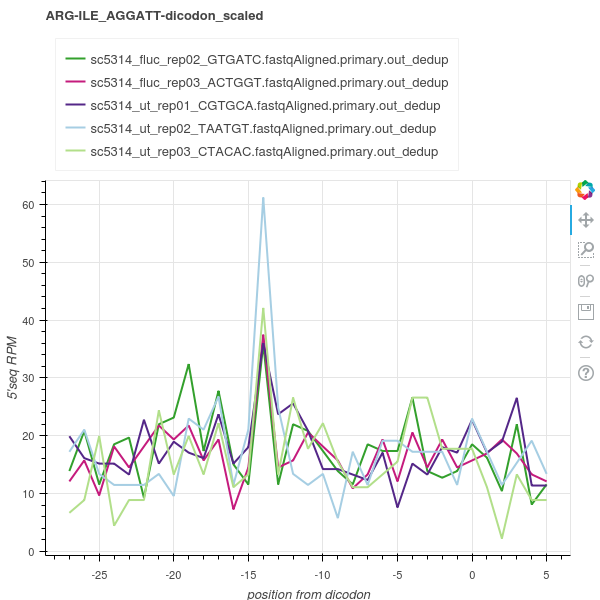 ARG-ILE_AGGATT-dicodon_scaled
sc5314_fluc_rep02_GTGATC.fastqAligned.primary.out_dedup
sc5314_fluc_rep03_ACTGGT.fastqAligned.primary.out_dedup
sc5314_ut_rep01_CGTGCA.fastqAligned.primary.out_dedup
sc5314_ut_rep02_TAATGT.fastqAligned.primary.out_dedup
sc5314_ut_rep03_CTACAC.fastqAligned.primary.out_dedup
60
50
40
30
20
10
0
5'seq RPM
-25 -20 -15 -10 -5 0 5
position from dicodon